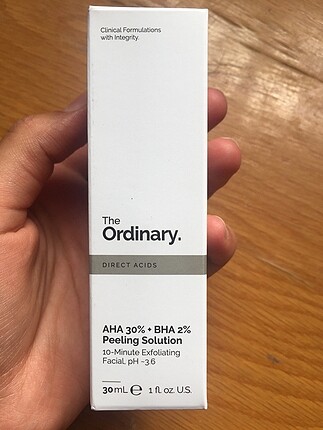 Clinical Formulations
with Integrity.
The
Ordinary.
DIRECT ACIDS
AHA 30% + BHA 2%
Peeling Solution
10-Minute Exfoliating
Facial, pH ~3.6
30mL ℮ 1 fl. oz. U.S.